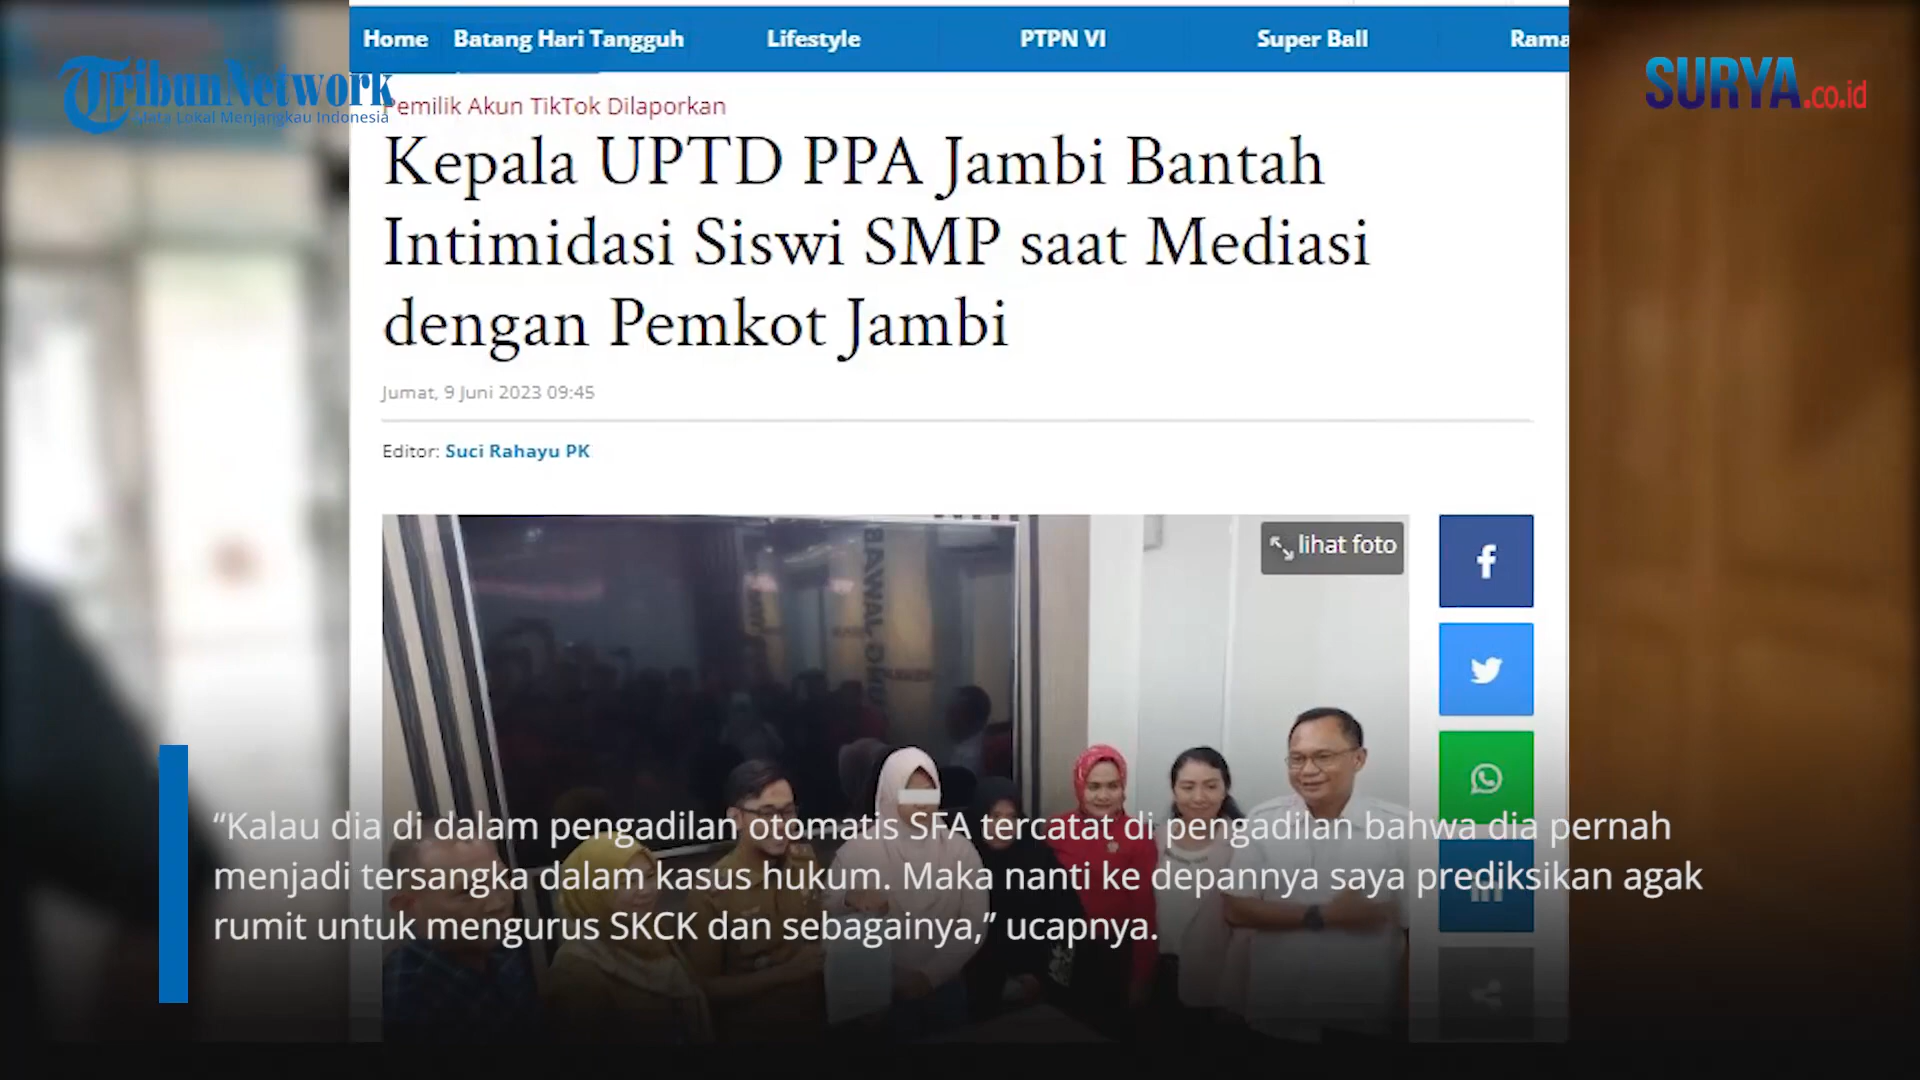 Home Batang Hari Tangguh Lifestyle PTPN VI Super Ball Rama
TribunNetwork
Mata Lokal Menjangkau Indonesia
SURYA.co.id
Pemilik Akun TikTok Dilaporkan
Kepala UPTD PPA Jambi Bantah
Intimidasi Siswi SMP saat Mediasi
dengan Pemkot Jambi
Jumat, 9 Juni 2023 09:45
Editor: Suci Rahayu PK
lihat foto
“Kalau dia di dalam pengadilan otomatis SFA tercatat di pengadilan bahwa dia pernah
menjadi tersangka dalam kasus hukum. Maka nanti ke depannya saya prediksikan agak
rumit untuk mengurus SKCK dan sebagainya,” ucapnya.